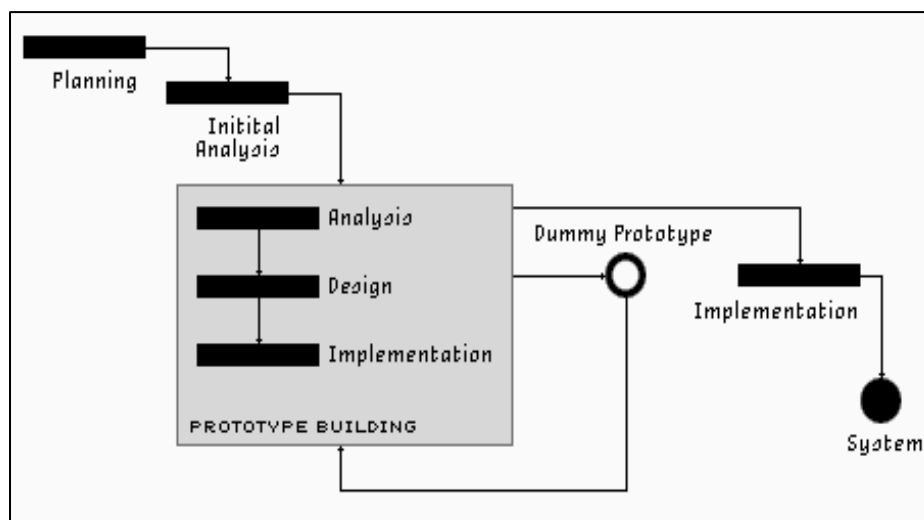 Planning
Initital
Analysis
Analysis
Dummy Prototype
Design
Implementation
Implementation
PROTOTYPE BUILDING
System